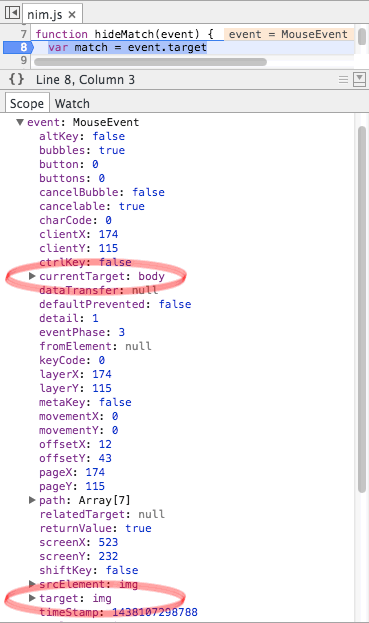 nim.js ×
7 function hideMatch(event) { event = MouseEvent
8 var match = event.target
9
{} Line 8, Column 3
Scope Watch
event: MouseEvent
altKey: false
bubbles: true
button: 0
buttons: 0
cancelBubble: false
cancelable: true
charCode: 0
clientX: 174
clientY: 115
ctrlKey: false
currentTarget: body
dataTransfer: null
defaultPrevented: false
detail: 1
eventPhase: 3
fromElement: null
keyCode: 0
layerX: 174
layerY: 115
metaKey: false
movementX: 0
movementY: 0
offsetX: 12
offsetY: 43
pageX: 174
pageY: 115
path: Array[7]
relatedTarget: null
returnValue: true
screenX: 523
screenY: 232
shiftKey: false
srcElement: img
target: img
timeStamp: 1438107298788